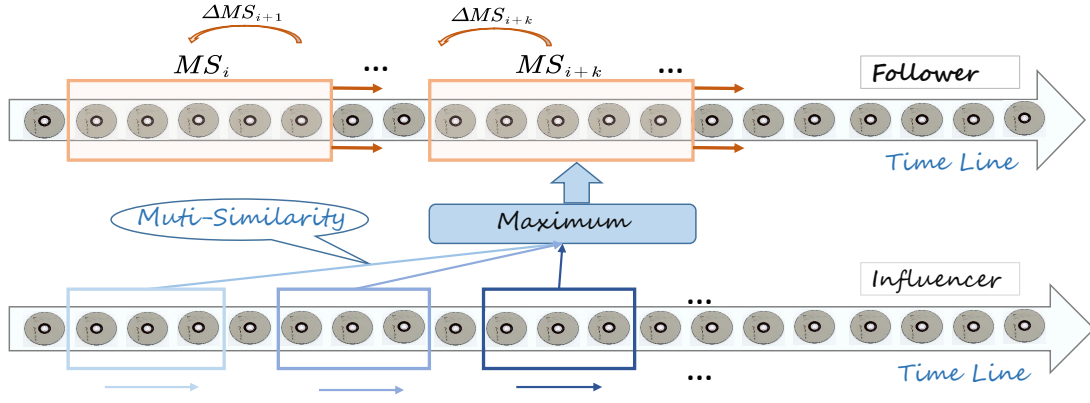 ΔMS_{i+1}
ΔMS_{i+k}
MS_i
...
MS_{i+k}
...
Follower
Time Line
Muti-Similarity
Maximum
Influencer
...
Time Line
...